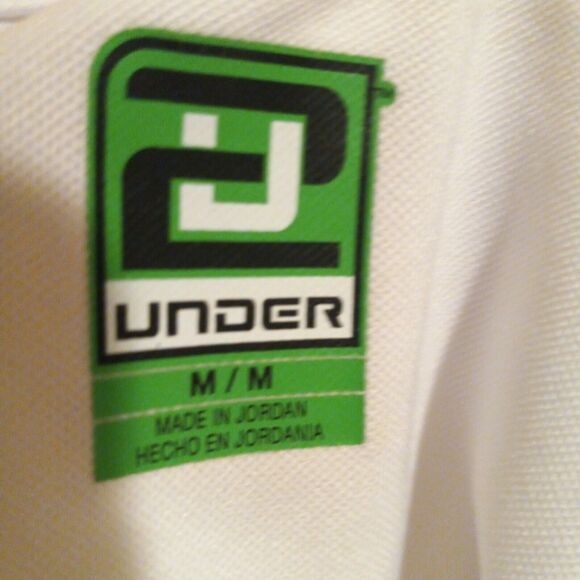 2U
UNDER
M / M
MADE IN JORDAN
HECHO EN JORDANIA